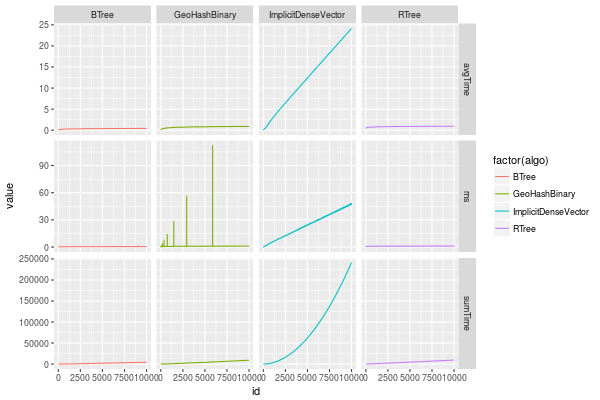 BTree GeoHashBinary ImplicitDenseVector RTree
25
20
15
10
5
0
avgTime
90
60
30
0
ms
250000
200000
150000
100000
50000
0
sumTime
0 2500 5000 7500 10000 0 2500 5000 7500 10000 0 2500 5000 7500 10000 0 2500 5000 7500 10000
id
value
factor(algo)
BTree
GeoHashBinary
ImplicitDenseVector
RTree